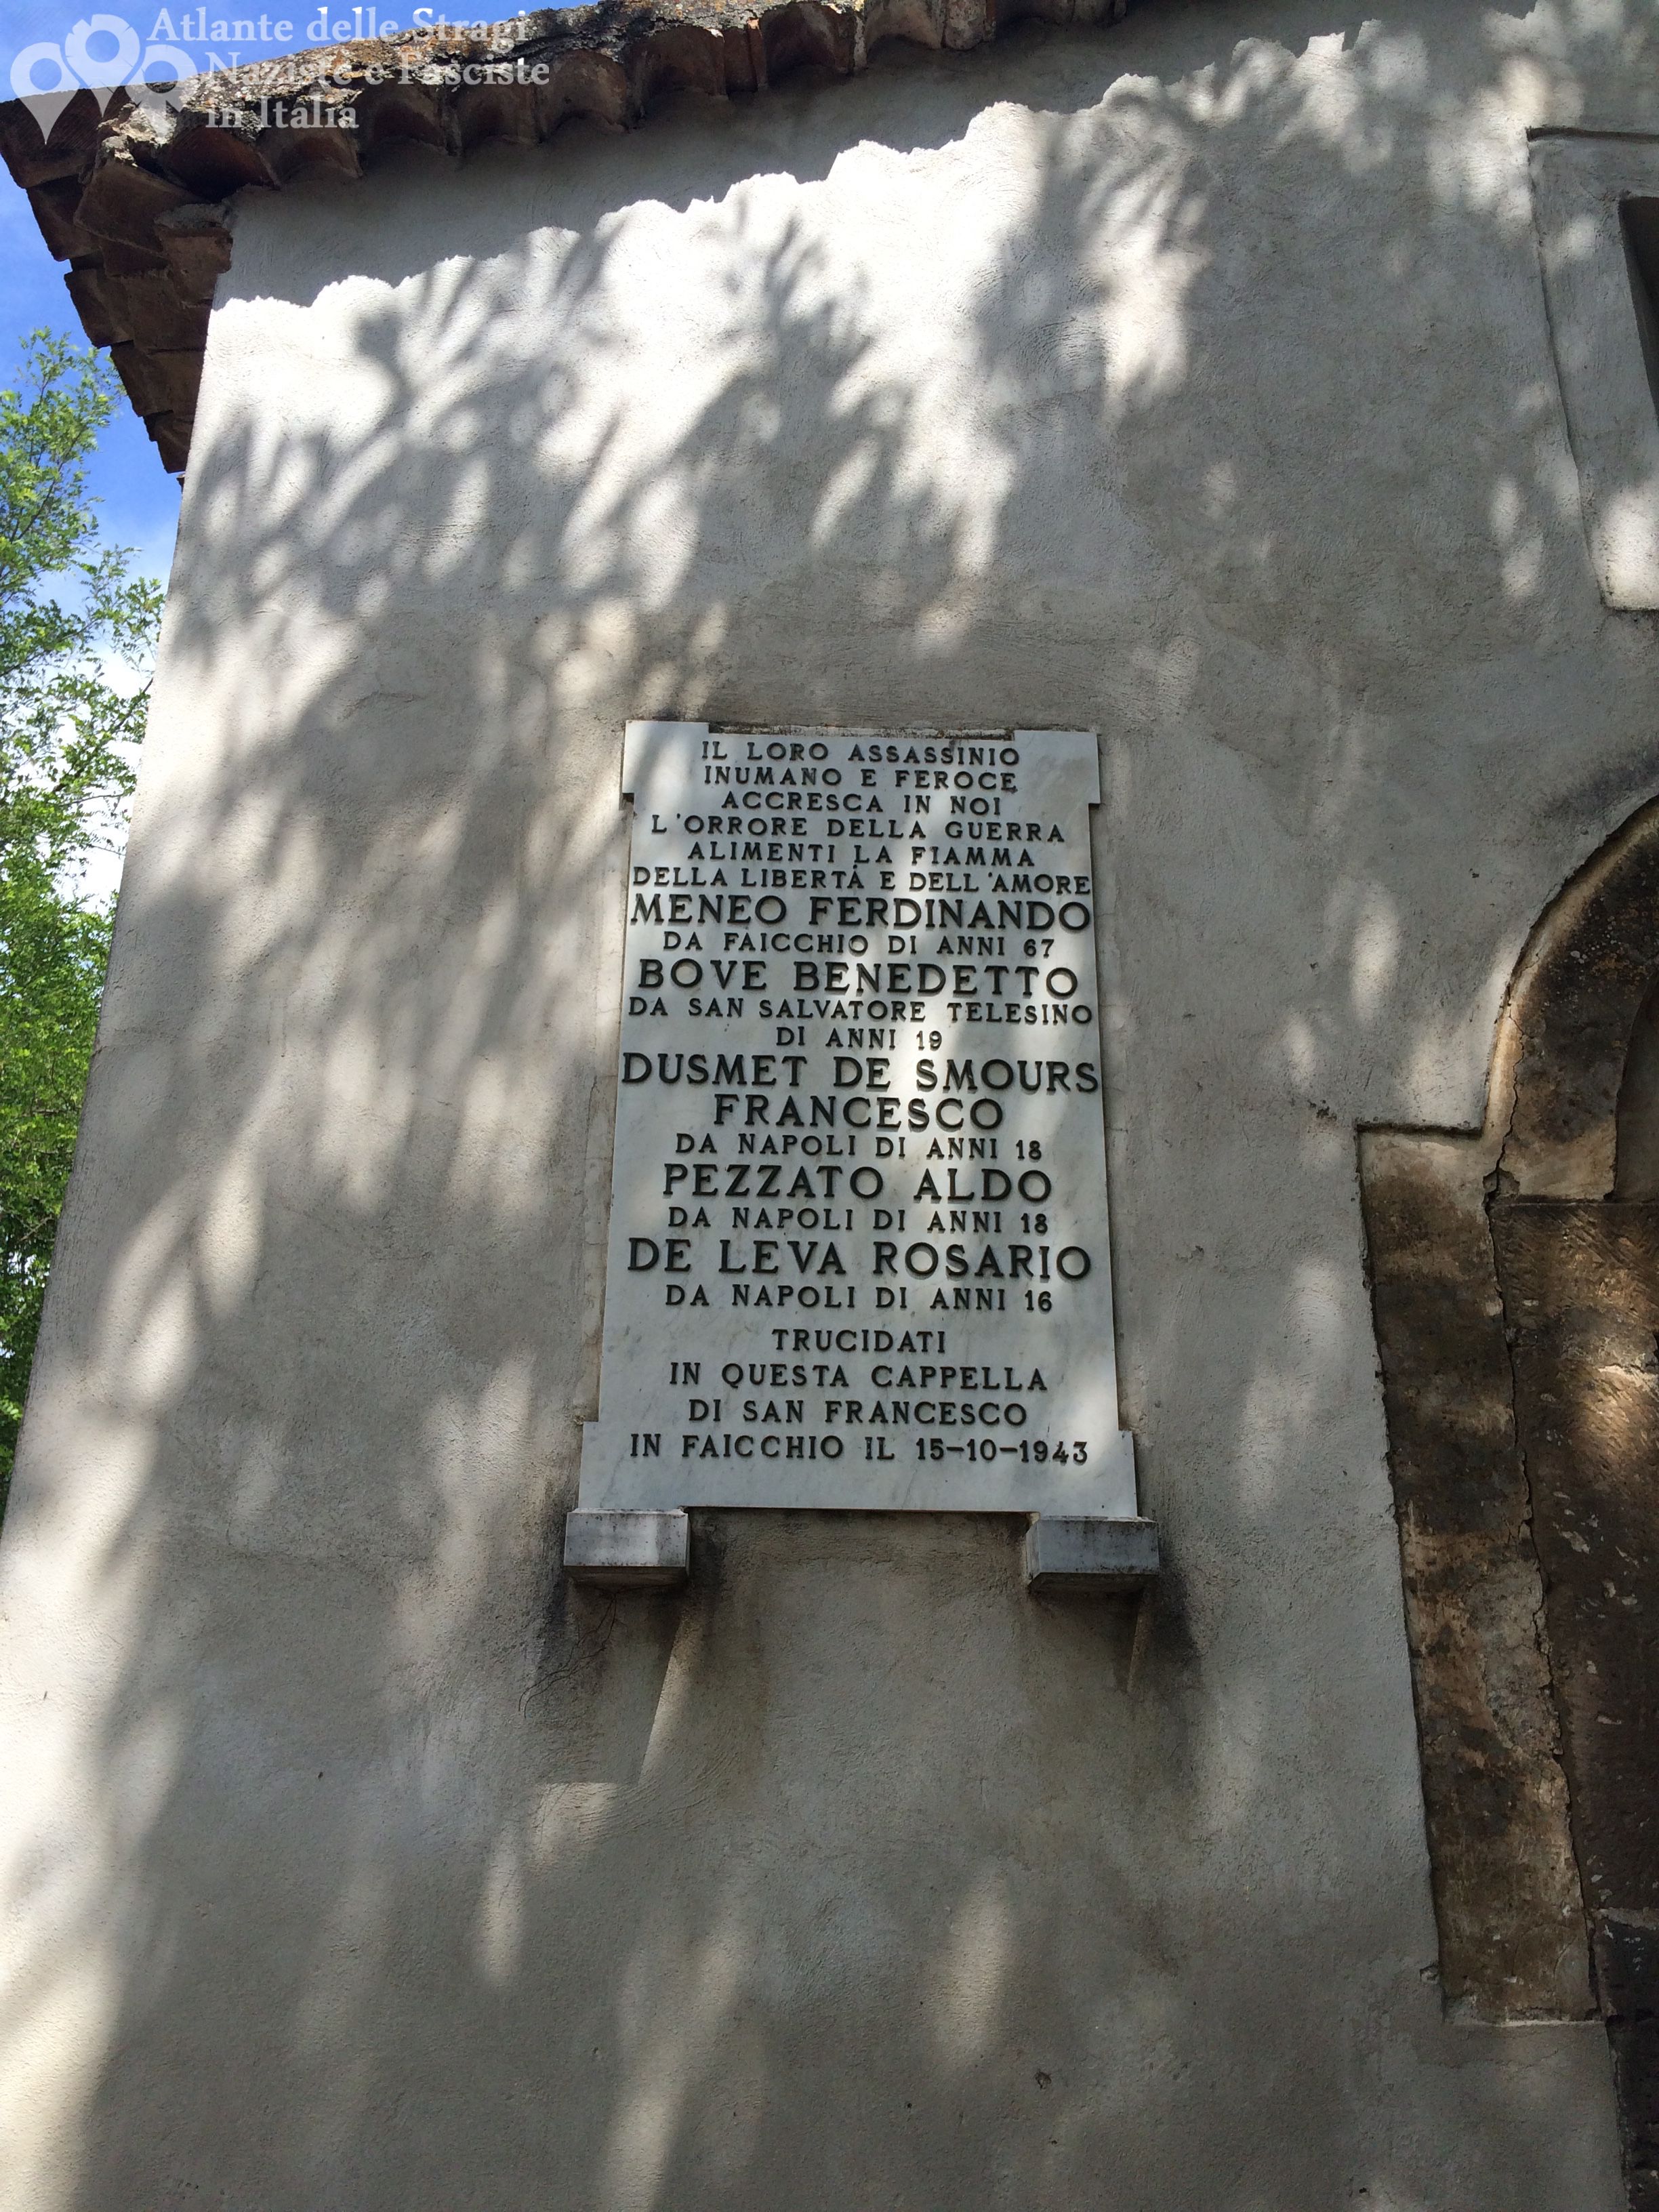 Atlante delle Stragi
Naziste e Fasciste
in Italia
IL LORO ASSASSINIO
INUMANO E FEROCE
ACCRESCA IN NOI
L'ORRORE DELLA GUERRA
ALIMENTI LA FIAMMA
DELLA LIBERTÀ E DELL'AMORE
MENEO FERDINANDO
DA FAICCHIO DI ANNI 67
BOVE BENEDETTO
DA SAN SALVATORE TELESINO
DI ANNI 19
DUSMET DE SMOURS
FRANCESCO
DA NAPOLI DI ANNI 18
PEZZATO ALDO
DA NAPOLI DI ANNI 18
DE LEVA ROSARIO
DA NAPOLI DI ANNI 16
TRUCIDATI
IN QUESTA CAPPELLA
DI SAN FRANCESCO
IN FAICCHIO IL 15-10-1943